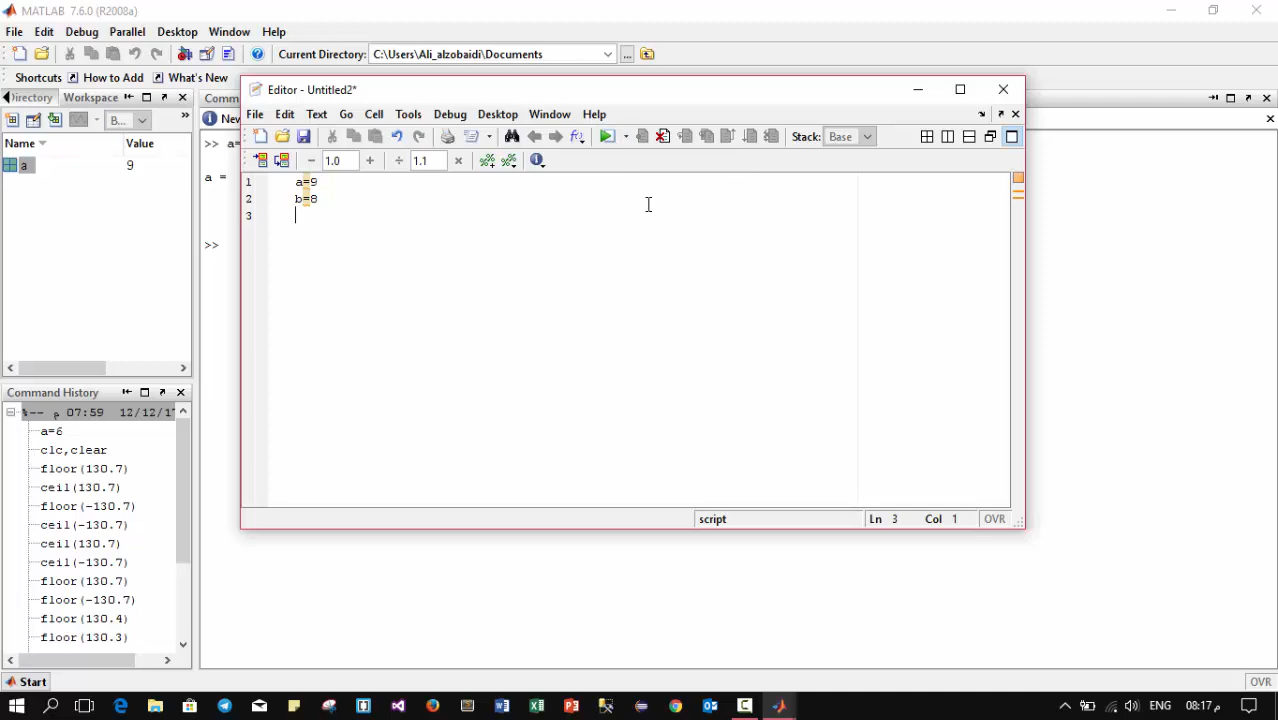 MATLAB 7.6.0 (R2008a)
File Edit Debug Parallel Desktop Window Help
Current Directory: C:\Users\Ali_alzobaidi\Documents ...
Shortcuts How to Add What's New
Directory Workspace
B...
Name Value
a 9
Comm
New
>> a=
a =
>>
Editor - Untitled2*
File Edit Text Go Cell Tools Debug Desktop Window Help
Stack: Base
− 1.0 + ÷ 1.1 ×
1 a=9
2 b=8
3
script Ln 3 Col 1 OVR
Command History
%-- م 07:59 12/12/17
a=6
clc,clear
floor(130.7)
ceil(130.7)
floor(-130.7)
ceil(-130.7)
ceil(130.7)
ceil(-130.7)
floor(130.7)
floor(-130.7)
floor(130.4)
floor(130.3)
Start
OVR
ENG 08:17 م